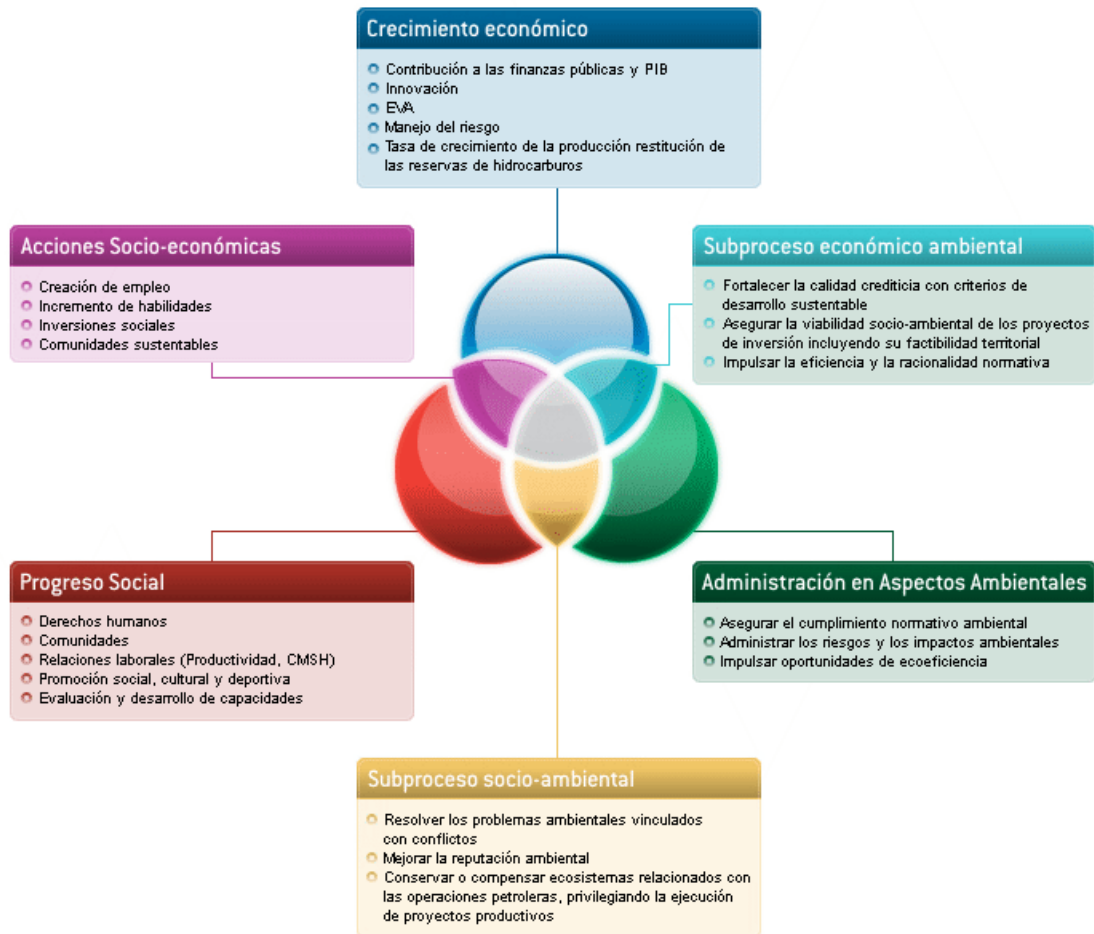 Crecimiento económico
Contribución a las finanzas públicas y PIB
Innovación
EVA
Manejo del riesgo
Tasa de crecimiento de la producción restitución de
las reservas de hidrocarburos
Acciones Socio-económicas
Creación de empleo
Incremento de habilidades
Inversiones sociales
Comunidades sustentables
Subproceso económico ambiental
Fortalecer la calidad crediticia con criterios de
desarrollo sustentable
Asegurar la viabilidad socio-ambiental de los proyectos
de inversión incluyendo su factibilidad territorial
Impulsar la eficiencia y la racionalidad normativa
Progreso Social
Derechos humanos
Comunidades
Relaciones laborales (Productividad, CMSH)
Promoción social, cultural y deportiva
Evaluación y desarrollo de capacidades
Administración en Aspectos Ambientales
Asegurar el cumplimiento normativo ambiental
Administrar los riesgos y los impactos ambientales
Impulsar oportunidades de ecoeficiencia
Subproceso socio-ambiental
Resolver los problemas ambientales vinculados
con conflictos
Mejorar la reputación ambiental
Conservar o compensar ecosistemas relacionados con
las operaciones petroleras, privilegiando la ejecución
de proyectos productivos